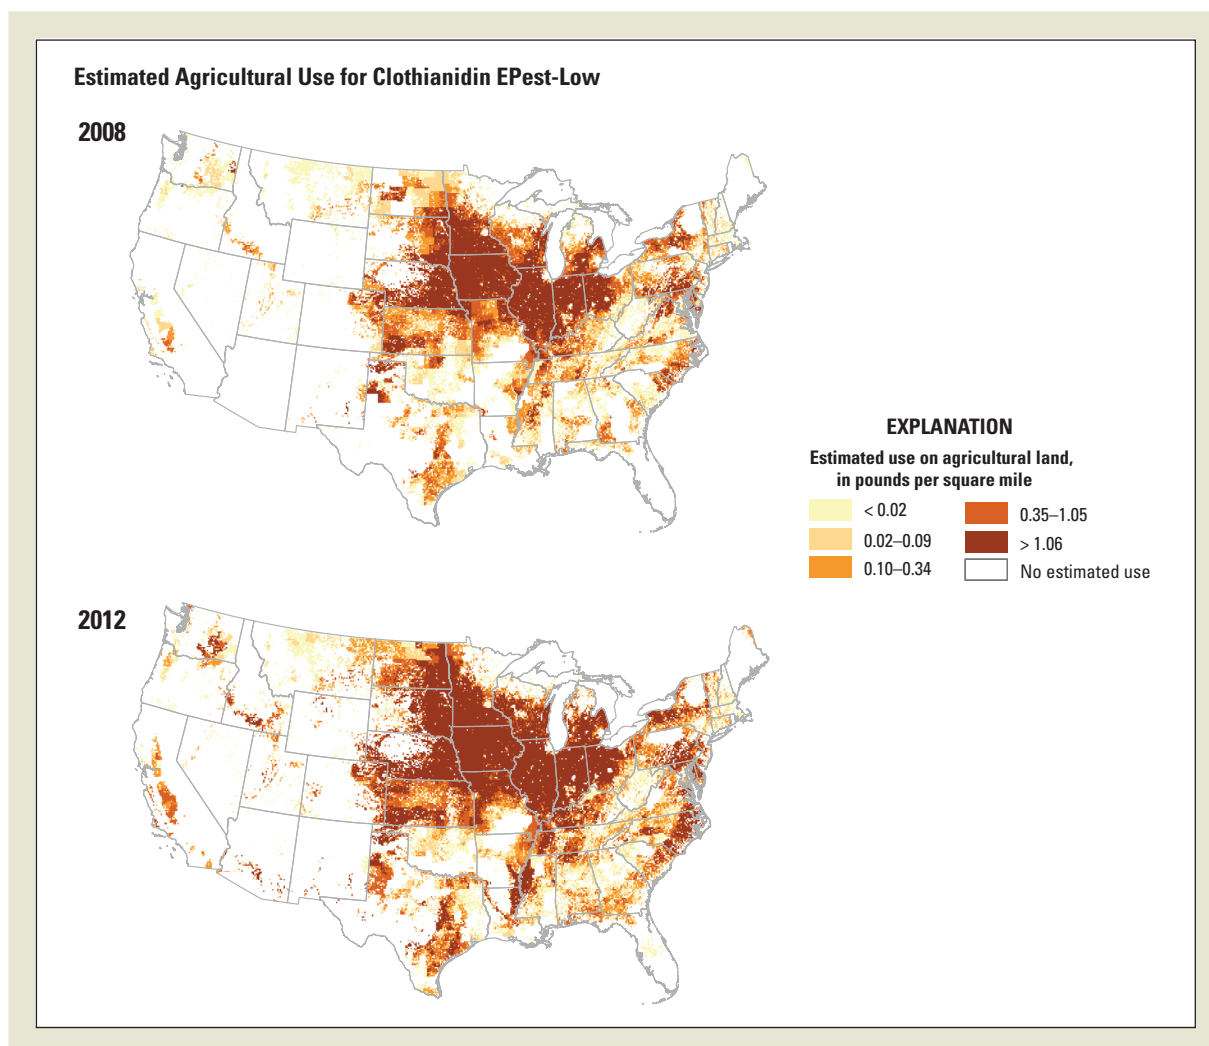 Estimated Agricultural Use for Clothianidin EPest-Low
2008
EXPLANATION
Estimated use on agricultural land,
in pounds per square mile
< 0.02
0.02–0.09
0.10–0.34
0.35–1.05
> 1.06
No estimated use
2012